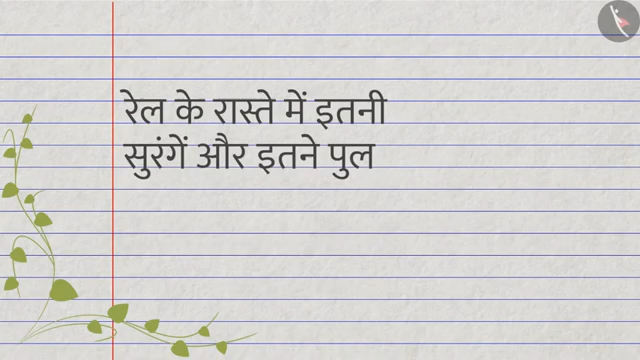 रेल के रास्ते में इतनी
सुरंगें और इतने पुल